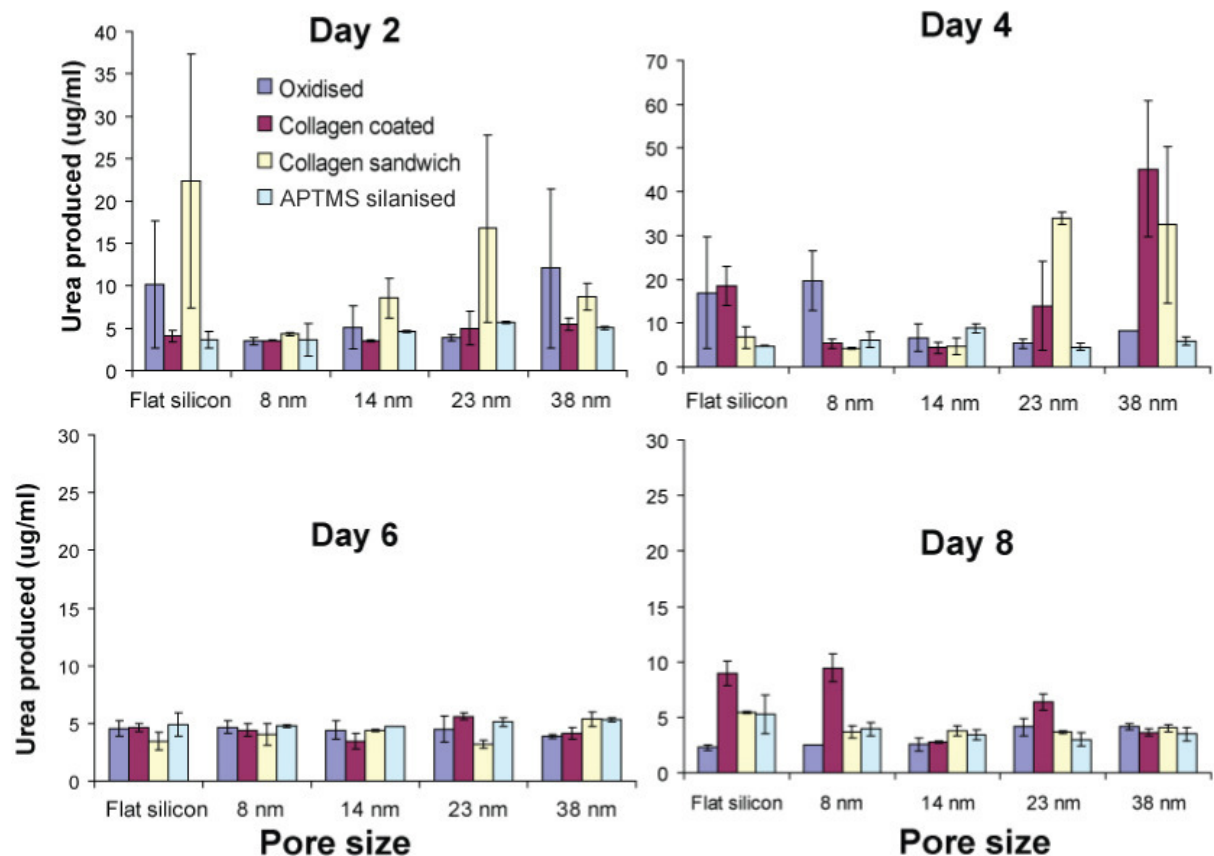 Day 2
Urea produced (ug/ml)
40
35
30
25
20
15
10
5
0
Oxidised
Collagen coated
Collagen sandwich
APTMS silanised
Flat silicon 8 nm 14 nm 23 nm 38 nm
Day 4
70
60
50
40
30
20
10
0
Flat silicon 8 nm 14 nm 23 nm 38 nm
Day 6
Urea produced (ug/ml)
30
25
20
15
10
5
0
Flat silicon 8 nm 14 nm 23 nm 38 nm
Pore size
Day 8
30
25
20
15
10
5
0
Flat silicon 8 nm 14 nm 23 nm 38 nm
Pore size